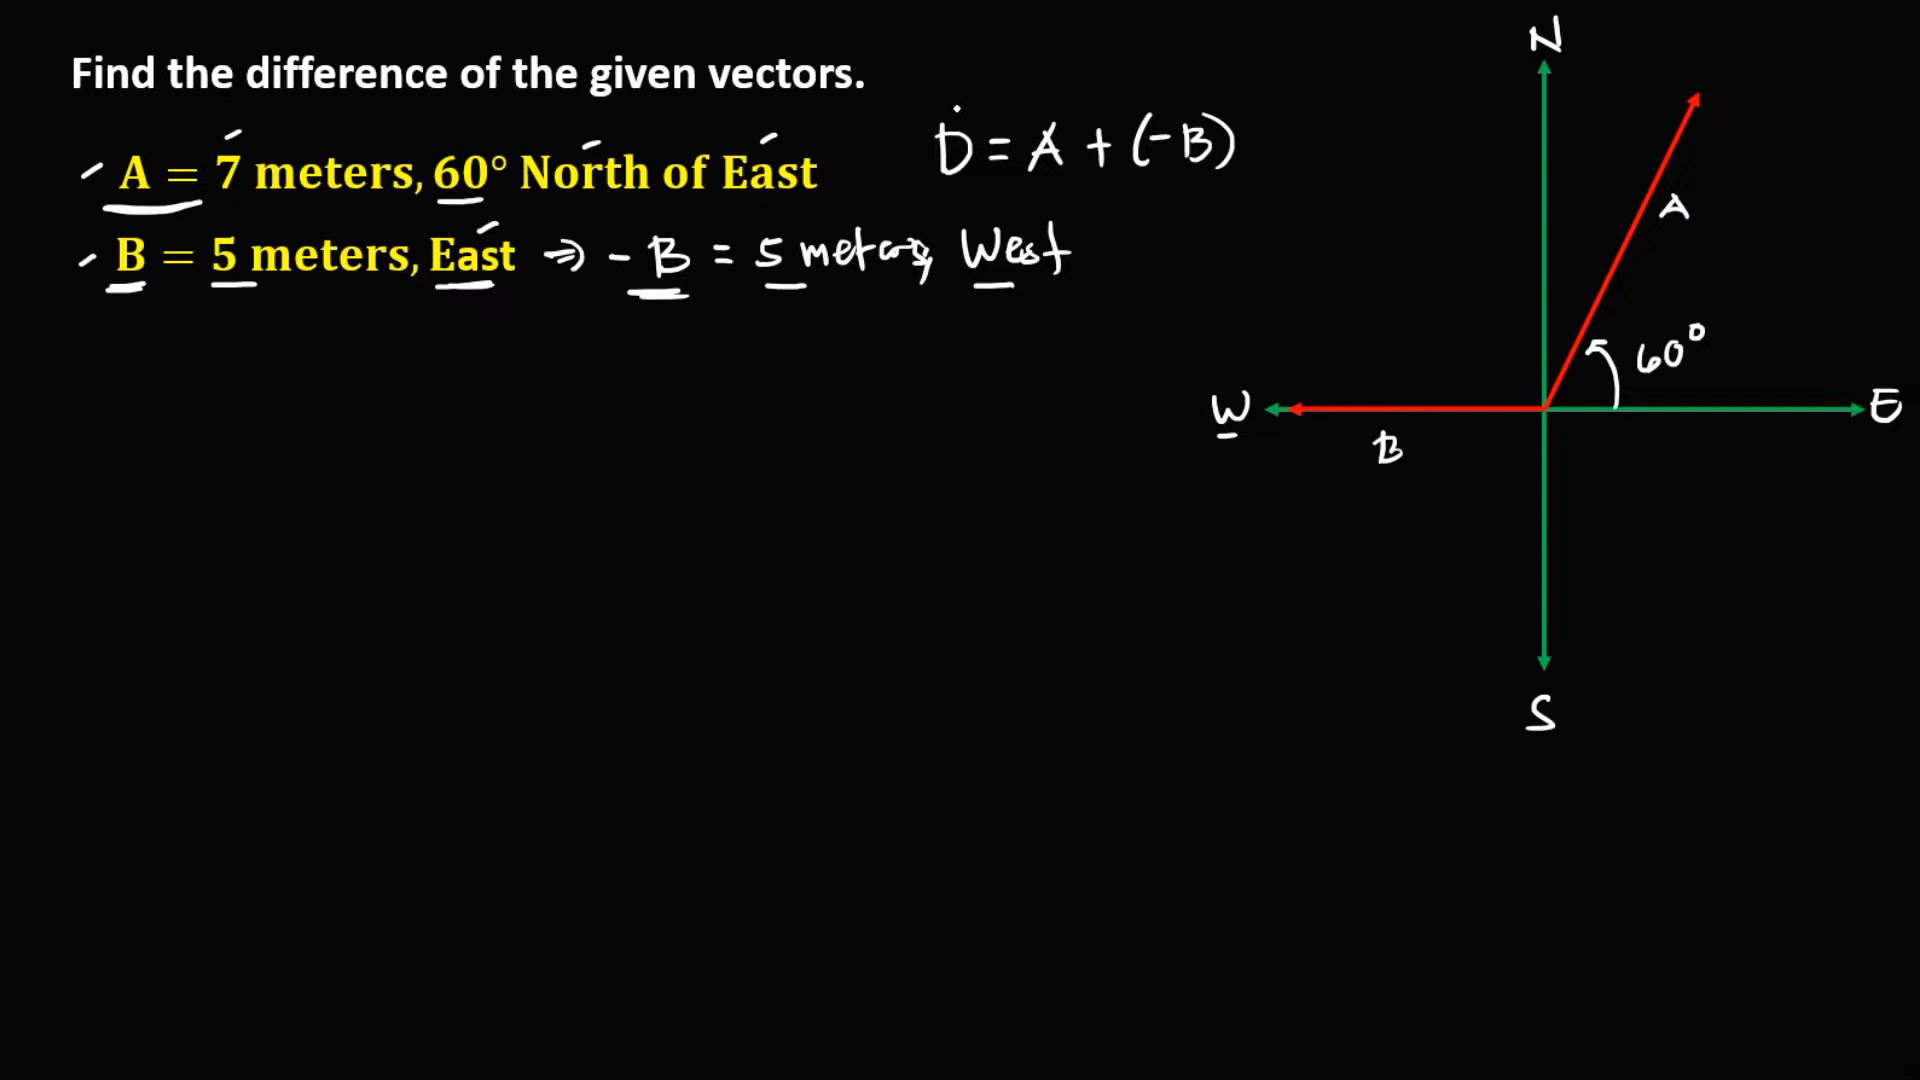 Find the difference of the given vectors.
A = 7 meters, 60° North of East
D = A + (-B)
B = 5 meters, East ⇒ -B = 5 meters, West
N
A
60°
W
E
B
S